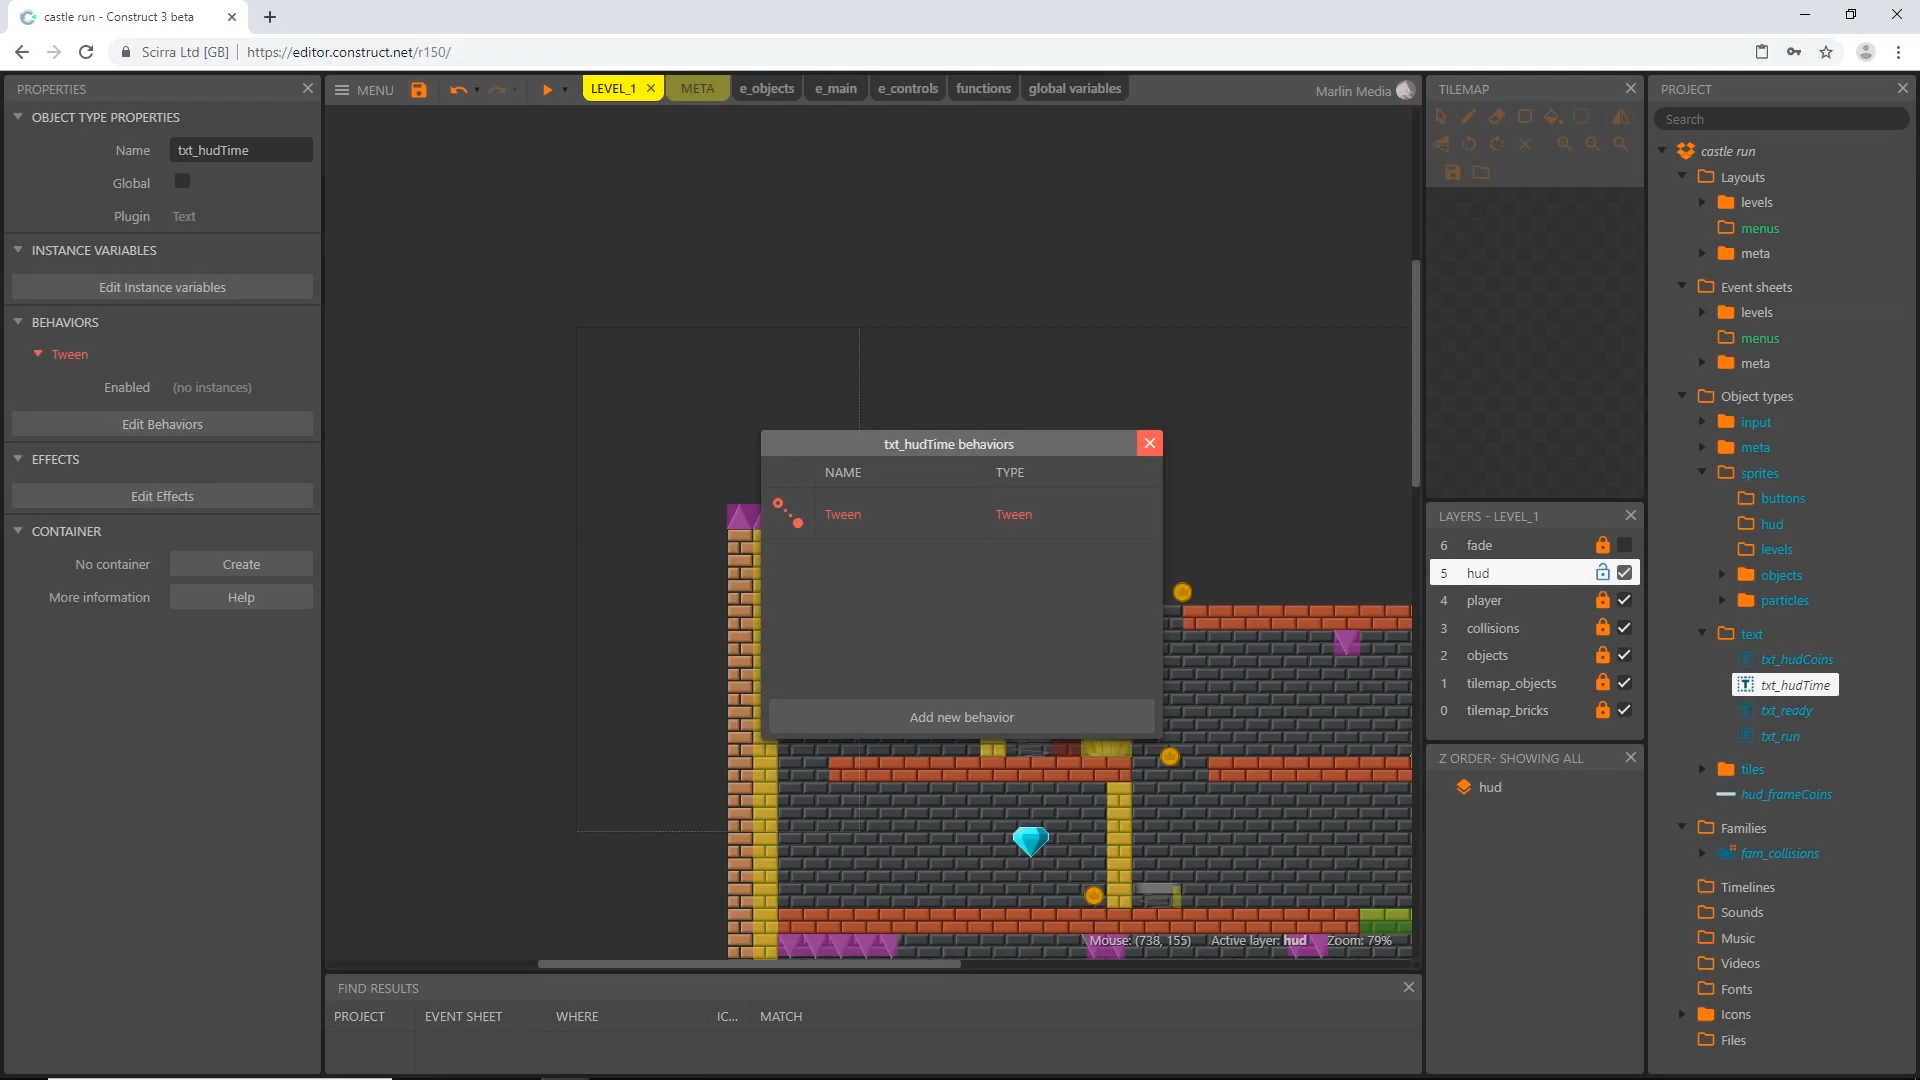 castle run - Construct 3 beta
Scirra Ltd [GB] https://editor.construct.net/r150/
PROPERTIES
OBJECT TYPE PROPERTIES
Name txt_hudTime
Global
Plugin Text
INSTANCE VARIABLES
Edit Instance variables
BEHAVIORS
Tween
Enabled (no instances)
Edit Behaviors
EFFECTS
Edit Effects
CONTAINER
No container Create
More information Help
MENU
LEVEL_1 META e_objects e_main e_controls functions global variables
Marlin Media
txt_hudTime behaviors
NAME TYPE
Tween Tween
Add new behavior
Mouse: (738, 155) Active layer: hud Zoom: 79%
FIND RESULTS
PROJECT EVENT SHEET WHERE IC... MATCH
TILEMAP
LAYERS - LEVEL_1
6 fade
5 hud
4 player
3 collisions
2 objects
1 tilemap_objects
0 tilemap_bricks
Z ORDER- SHOWING ALL
hud
PROJECT
Search
castle run
Layouts
levels
menus
meta
Event sheets
levels
menus
meta
Object types
input
meta
sprites
buttons
hud
levels
objects
particles
text
txt_hudCoins
txt_hudTime
txt_ready
txt_run
tiles
hud_frameCoins
Families
fam_collisions
Timelines
Sounds
Music
Videos
Fonts
Icons
Files